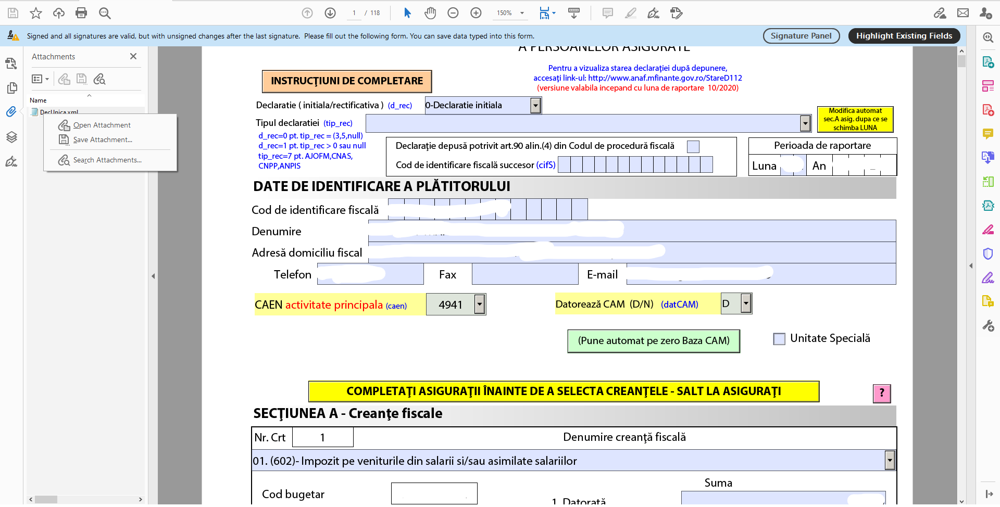 1 / 118
150%
Signed and all signatures are valid, but with unsigned changes after the last signature. Please fill out the following form. You can save data typed into this form.
Signature Panel
Highlight Existing Fields
Attachments
Name
DecUnica.xml
Open Attachment
Save Attachment...
Search Attachments...
A PERSOANELOR ASIGURATE
INSTRUCŢIUNI DE COMPLETARE
Pentru a vizualiza starea declaraţiei după depunere,
accesaţi link-ul: http://www.anaf.mfinante.gov.ro/StareD112
(versiune valabila incepand cu luna de raportare 10/2020)
Declaratie ( initiala/rectificativa ) (d_rec)
0-Declaratie initiala
Tipul declaratiei (tip_rec)
Modifica automat
sec.A asig. dupa ce se
schimba LUNA
d_rec=0 pt. tip_rec = (3,5,null)
d_rec=1 pt. tip_rec > 0 sau null
tip_rec=7 pt. AJOFM,CNAS,
CNPP,ANPIS
Declaraţie depusă potrivit art.90 alin.(4) din Codul de procedură fiscală
Cod de identificare fiscală succesor (cifS)
Perioada de raportare
Luna An
DATE DE IDENTIFICARE A PLĂTITORULUI
Cod de identificare fiscală
Denumire
Adresă domiciliu fiscal
Telefon Fax E-mail
CAEN activitate principala (caen) 4941
Datorează CAM (D/N) (datCAM) D
(Pune automat pe zero Baza CAM)
Unitate Specială
COMPLETAŢI ASIGURAŢII ÎNAINTE DE A SELECTA CREANŢELE - SALT LA ASIGURAŢI
?
SECŢIUNEA A - Creanţe fiscale
Nr. Crt 1 Denumire creanţă fiscală
01. (602)- Impozit pe veniturile din salarii si/sau asimilate salariilor
Suma
Cod bugetar
1. Datorată